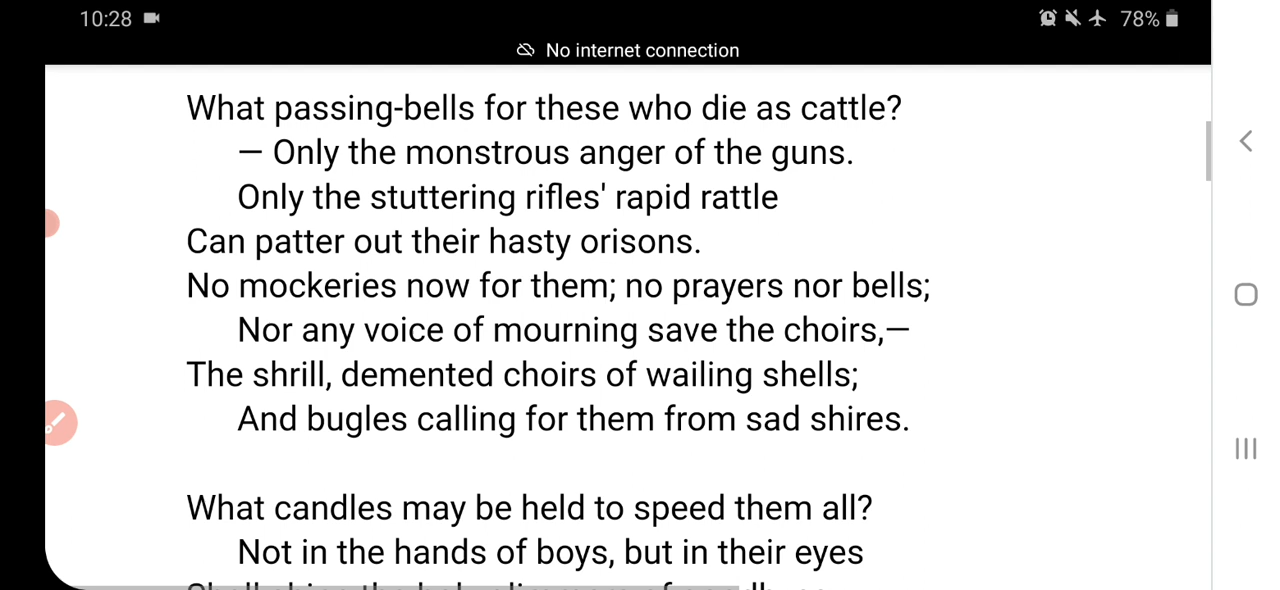 10:28
78%
No internet connection
What passing-bells for these who die as cattle?
— Only the monstrous anger of the guns.
Only the stuttering rifles' rapid rattle
Can patter out their hasty orisons.
No mockeries now for them; no prayers nor bells;
Nor any voice of mourning save the choirs,—
The shrill, demented choirs of wailing shells;
And bugles calling for them from sad shires.
What candles may be held to speed them all?
Not in the hands of boys, but in their eyes